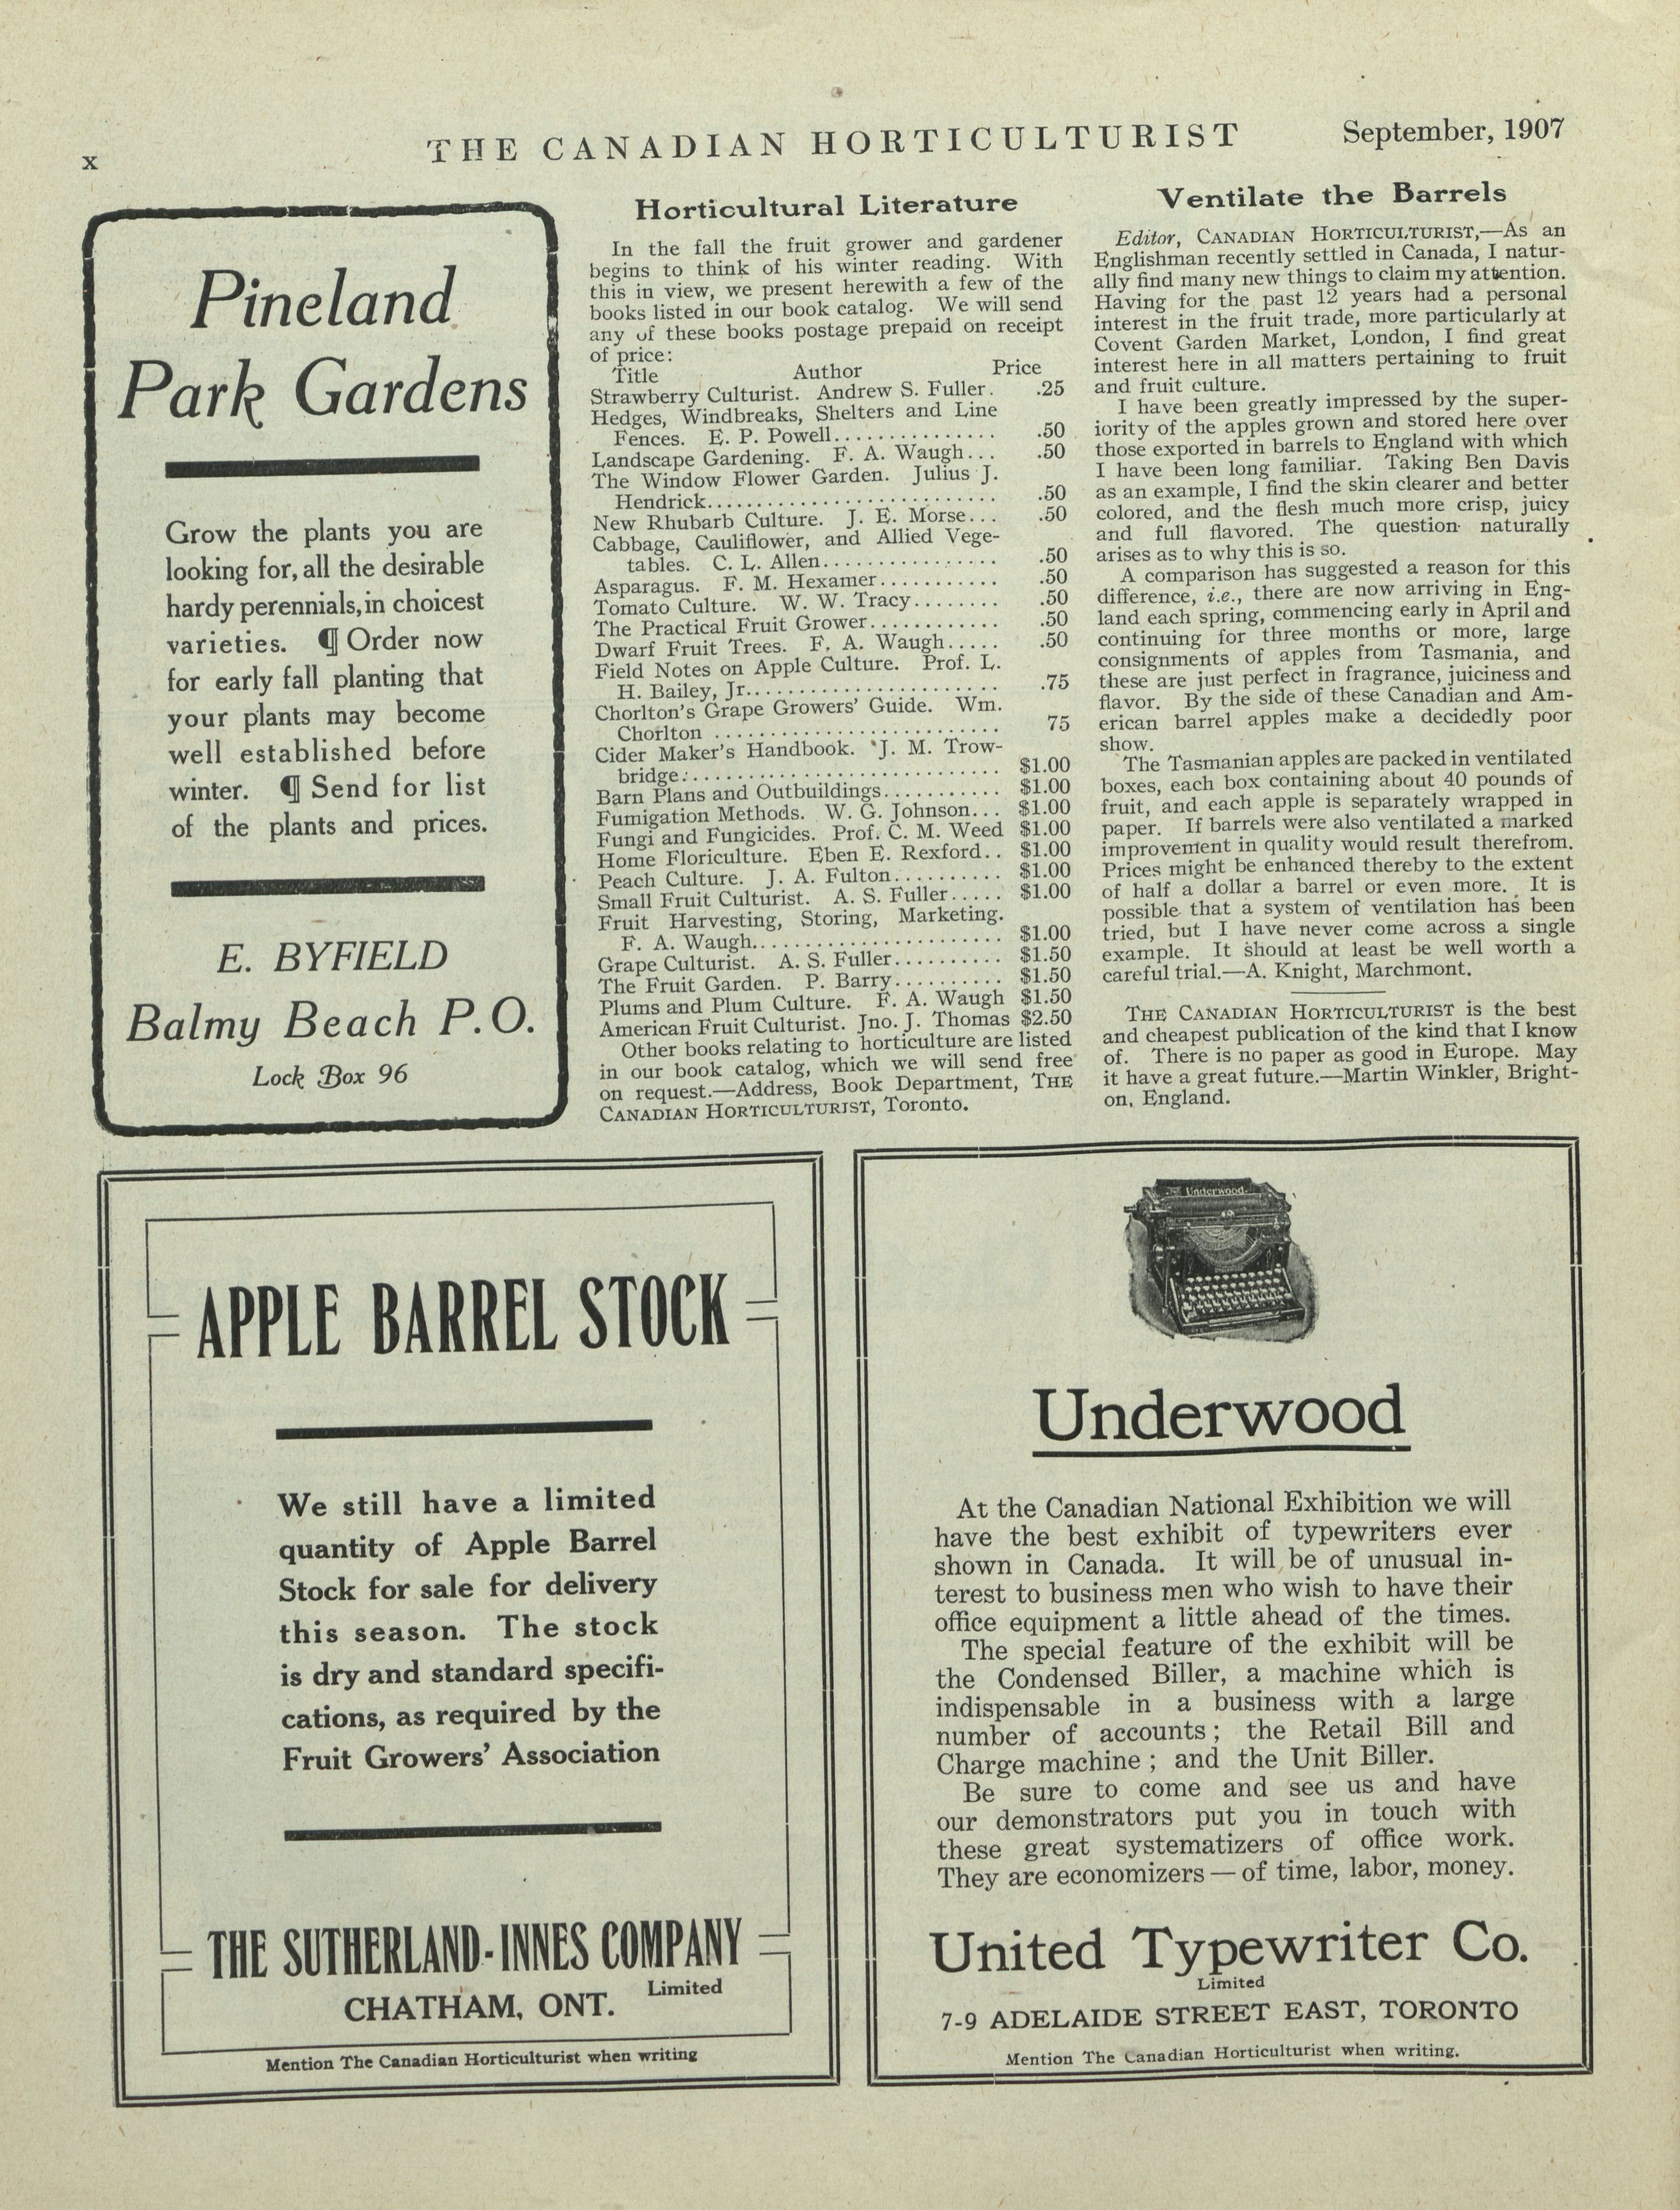 x
THE CANADIAN HORTICULTURIST
September, 1907
Pineland
Park Gardens
Grow the plants you are
looking for, all the desirable
hardy perennials, in choicest
varieties. ¶ Order now
for early fall planting that
your plants may become
well established before
winter. ¶ Send for list
of the plants and prices.
E. BYFIELD
Balmy Beach P.O.
Lock Box 96
Horticultural Literature
In the fall the fruit grower and gardener
begins to think of his winter reading. With
this in view, we present herewith a few of the
books listed in our book catalog. We will send
any of these books postage prepaid on receipt
of price:
Title Author Price
Strawberry Culturist. Andrew S. Fuller. .25
Hedges, Windbreaks, Shelters and Line
Fences. E. P. Powell............... .50
Landscape Gardening. F. A. Waugh... .50
The Window Flower Garden. Julius J.
Hendrick........................... .50
New Rhubarb Culture. J. E. Morse... .50
Cabbage, Cauliflower, and Allied Vege-
tables. C. L. Allen................ .50
Asparagus. F. M. Hexamer........... .50
Tomato Culture. W. W. Tracy........ .50
The Practical Fruit Grower............ .50
Dwarf Fruit Trees. F. A. Waugh..... .50
Field Notes on Apple Culture. Prof. L.
H. Bailey, Jr....................... .75
Chorlton's Grape Growers' Guide. Wm.
Chorlton .......................... 75
Cider Maker's Handbook. J. M. Trow-
bridge............................. $1.00
Barn Plans and Outbuildings........... $1.00
Fumigation Methods. W. G. Johnson... $1.00
Fungi and Fungicides. Prof. C. M. Weed $1.00
Home Floriculture. Eben E. Rexford.. $1.00
Peach Culture. J. A. Fulton.......... $1.00
Small Fruit Culturist. A. S. Fuller..... $1.00
Fruit Harvesting, Storing, Marketing.
F. A. Waugh........................ $1.00
Grape Culturist. A. S. Fuller.......... $1.50
The Fruit Garden. P. Barry.......... $1.50
Plums and Plum Culture. F. A. Waugh $1.50
American Fruit Culturist. Jno. J. Thomas $2.50
Other books relating to horticulture are listed
in our book catalog, which we will send free
on request.—Address, Book Department, THE
CANADIAN HORTICULTURIST, Toronto.
Ventilate the Barrels
Editor, CANADIAN HORTICULTURIST,—As an
Englishman recently settled in Canada, I natur-
ally find many new things to claim my attention.
Having for the past 12 years had a personal
interest in the fruit trade, more particularly at
Covent Garden Market, London, I find great
interest here in all matters pertaining to fruit
and fruit culture.
I have been greatly impressed by the super-
iority of the apples grown and stored here over
those exported in barrels to England with which
I have been long familiar. Taking Ben Davis
as an example, I find the skin clearer and better
colored, and the flesh much more crisp, juicy
and full flavored. The question naturally
arises as to why this is so.
A comparison has suggested a reason for this
difference, i.e., there are now arriving in Eng-
land each spring, commencing early in April and
continuing for three months or more, large
consignments of apples from Tasmania, and
these are just perfect in fragrance, juiciness and
flavor. By the side of these Canadian and Am-
erican barrel apples make a decidedly poor
show.
The Tasmanian apples are packed in ventilated
boxes, each box containing about 40 pounds of
fruit, and each apple is separately wrapped in
paper. If barrels were also ventilated a marked
improvement in quality would result therefrom.
Prices might be enhanced thereby to the extent
of half a dollar a barrel or even more. It is
possible that a system of ventilation has been
tried, but I have never come across a single
example. It should at least be well worth a
careful trial.—A. Knight, Marchmont.
THE CANADIAN HORTICULTURIST is the best
and cheapest publication of the kind that I know
of. There is no paper as good in Europe. May
it have a great future.—Martin Winkler, Bright-
on, England.
APPLE BARREL STOCK
We still have a limited
quantity of Apple Barrel
Stock for sale for delivery
this season. The stock
is dry and standard specifi-
cations, as required by the
Fruit Growers' Association
THE SUTHERLAND-INNES COMPANY
Limited
CHATHAM, ONT.
Mention The Canadian Horticulturist when writing
Underwood
Underwood
At the Canadian National Exhibition we will
have the best exhibit of typewriters ever
shown in Canada. It will be of unusual in-
terest to business men who wish to have their
office equipment a little ahead of the times.
The special feature of the exhibit will be
the Condensed Biller, a machine which is
indispensable in a business with a large
number of accounts; the Retail Bill and
Charge machine; and the Unit Biller.
Be sure to come and see us and have
our demonstrators put you in touch with
these great systematizers of office work.
They are economizers — of time, labor, money.
United Typewriter Co.
Limited
7-9 ADELAIDE STREET EAST, TORONTO
Mention The Canadian Horticulturist when writing.